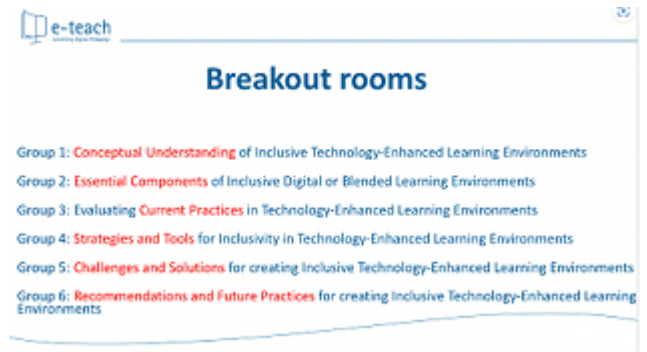 e-teach
Breakout rooms
Group 1: Conceptual Understanding of Inclusive Technology-Enhanced Learning Environments
Group 2: Essential Components of Inclusive Digital or Blended Learning Environments
Group 3: Evaluating Current Practices in Technology-Enhanced Learning Environments
Group 4: Strategies and Tools for Inclusivity in Technology-Enhanced Learning Environments
Group 5: Challenges and Solutions for creating Inclusive Technology-Enhanced Learning Environments
Group 6: Recommendations and Future Practices for creating Inclusive Technology-Enhanced Learning
Environments